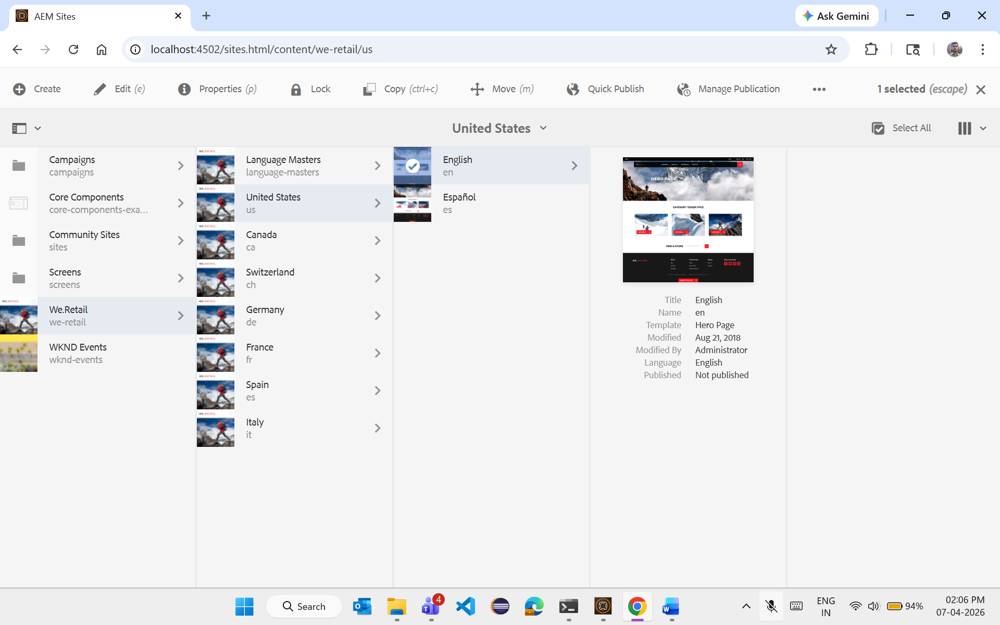 AEM Sites
Ask Gemini
localhost:4502/sites.html/content/we-retail/us
Create
Edit (e)
Properties (p)
Lock
Copy (ctrl+c)
Move (m)
Quick Publish
Manage Publication
1 selected (escape)
United States
Select All
Campaigns
campaigns
Core Components
core-components-exa...
Community Sites
sites
Screens
screens
We.Retail
we-retail
WKND Events
wknd-events
Language Masters
language-masters
United States
us
Canada
ca
Switzerland
ch
Germany
de
France
fr
Spain
es
Italy
it
English
en
Español
es
HERO PAGE
CATEGORY TEASER TITLE
FIND A STORE
Title English
Name en
Template Hero Page
Modified Aug 21, 2018
Modified By Administrator
Language English
Published Not published
Search
4
ENG
IN
94%
02:06 PM
07-04-2026